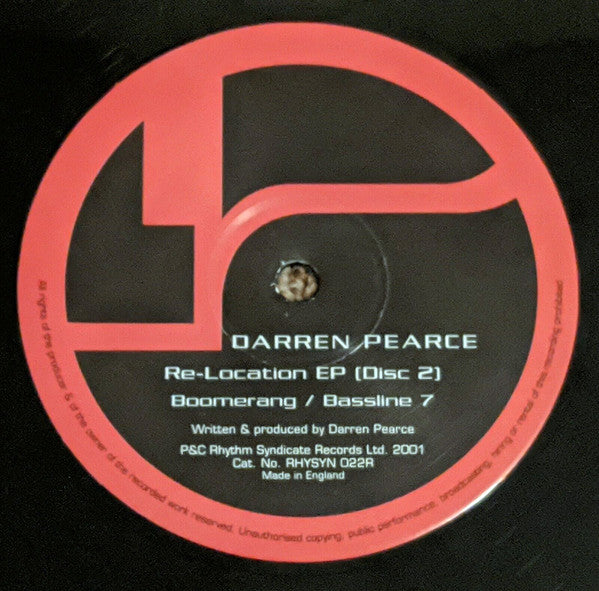 DARREN PEARCE
Re-Location EP (Disc 2)
Boomerang / Bassline 7
Written & produced by Darren Pearce
P&C Rhythm Syndicate Records Ltd. 2001
Cat. No. RHYSYN 022R
Made in England
All rights of the producer & of the owner of the recorded work reserved. Unauthorised copying, public performance, broadcasting, hiring or rental of this recording prohibited